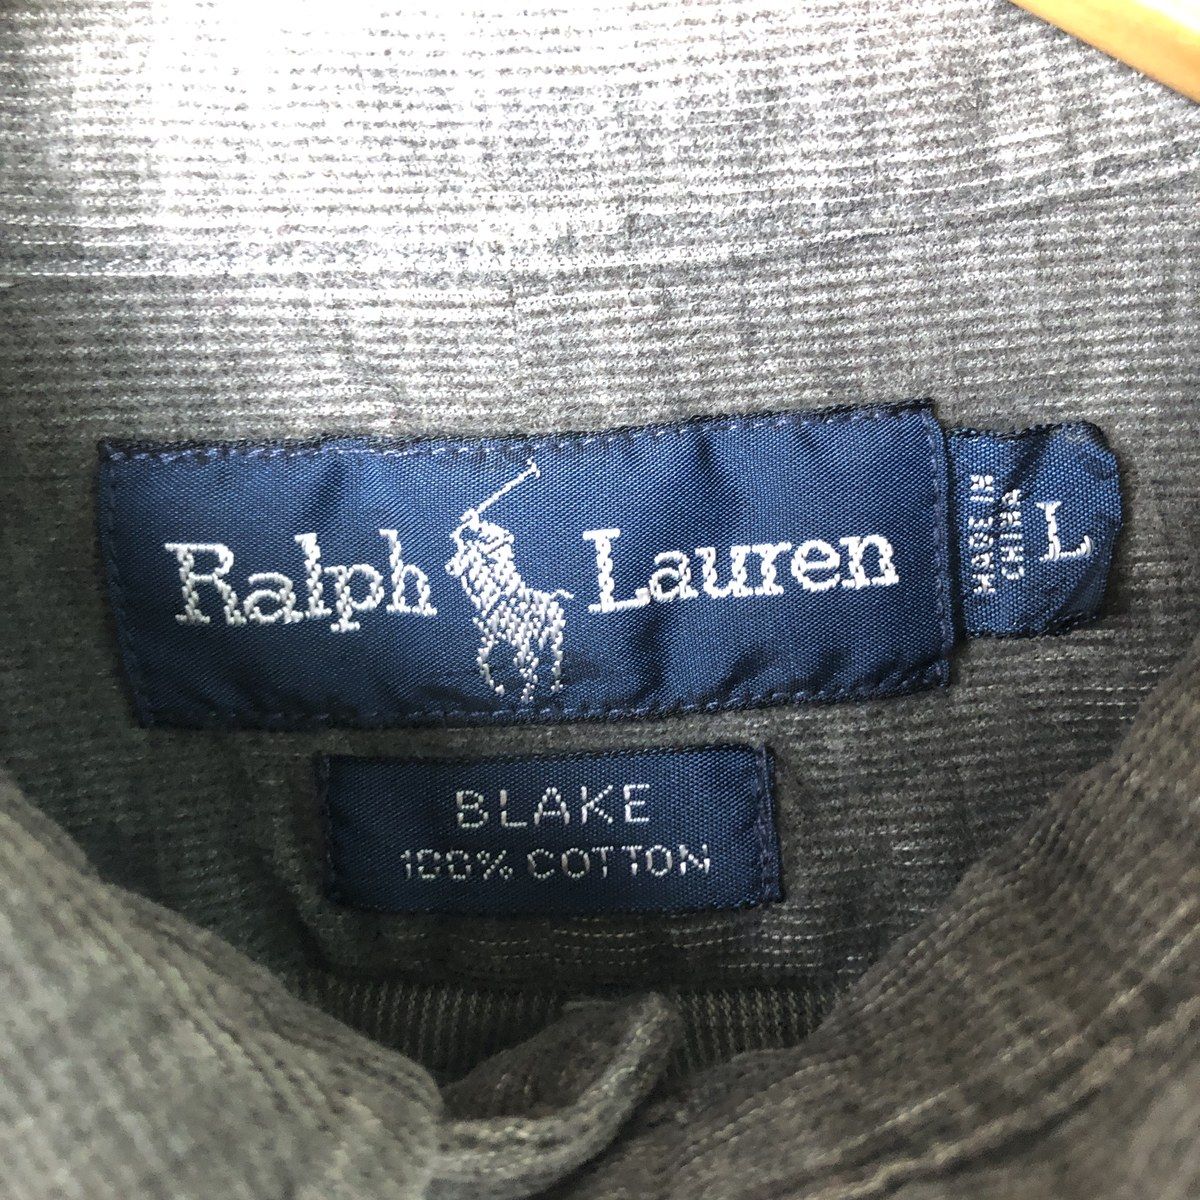 Ralph Lauren
MADE IN
CHINA
L
BLAKE
100% COTTON